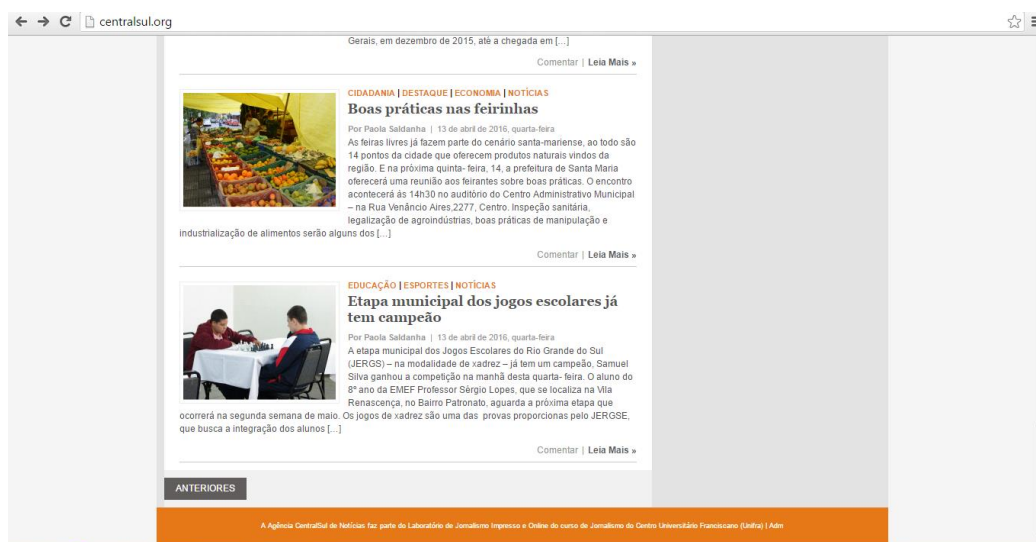 centralsul.org
Gerais, em dezembro de 2015, até a chegada em [...]
Comentar | Leia Mais »
CIDADANIA | DESTAQUE | ECONOMIA | NOTÍCIAS
Boas práticas nas feirinhas
Por Paola Saldanha | 13 de abril de 2016, quarta-feira
As feiras livres já fazem parte do cenário santa-mariense, ao todo são
14 pontos da cidade que oferecem produtos naturais vindos da
região. E na próxima quinta- feira, 14, a prefeitura de Santa Maria
oferecerá uma reunião aos feirantes sobre boas práticas. O encontro
acontecerá ás 14h30 no auditório do Centro Administrativo Municipal
– na Rua Venâncio Aires,2277, Centro. Inspeção sanitária,
legalização de agroindústrias, boas práticas de manipulação e
industrialização de alimentos serão alguns dos [...]
Comentar | Leia Mais »
EDUCAÇÃO | ESPORTES | NOTÍCIAS
Etapa municipal dos jogos escolares já
tem campeão
Por Paola Saldanha | 13 de abril de 2016, quarta-feira
A etapa municipal dos Jogos Escolares do Rio Grande do Sul
(JERGS) – na modalidade de xadrez – já tem um campeão, Samuel
Silva ganhou a competição na manhã desta quarta- feira. O aluno do
8º ano da EMEF Professor Sérgio Lopes, que se localiza na Vila
Renascença, no Bairro Patronato, aguarda a próxima etapa que
ocorrerá na segunda semana de maio. Os jogos de xadrez são uma das provas proporcionas pelo JERGSE,
que busca a integração dos alunos [...]
Comentar | Leia Mais »
ANTERIORES
A Agência CentralSul de Notícias faz parte do Laboratório de Jornalismo Impresso e Online do curso de Jornalismo do Centro Universitário Franciscano (Unifra) | Adm